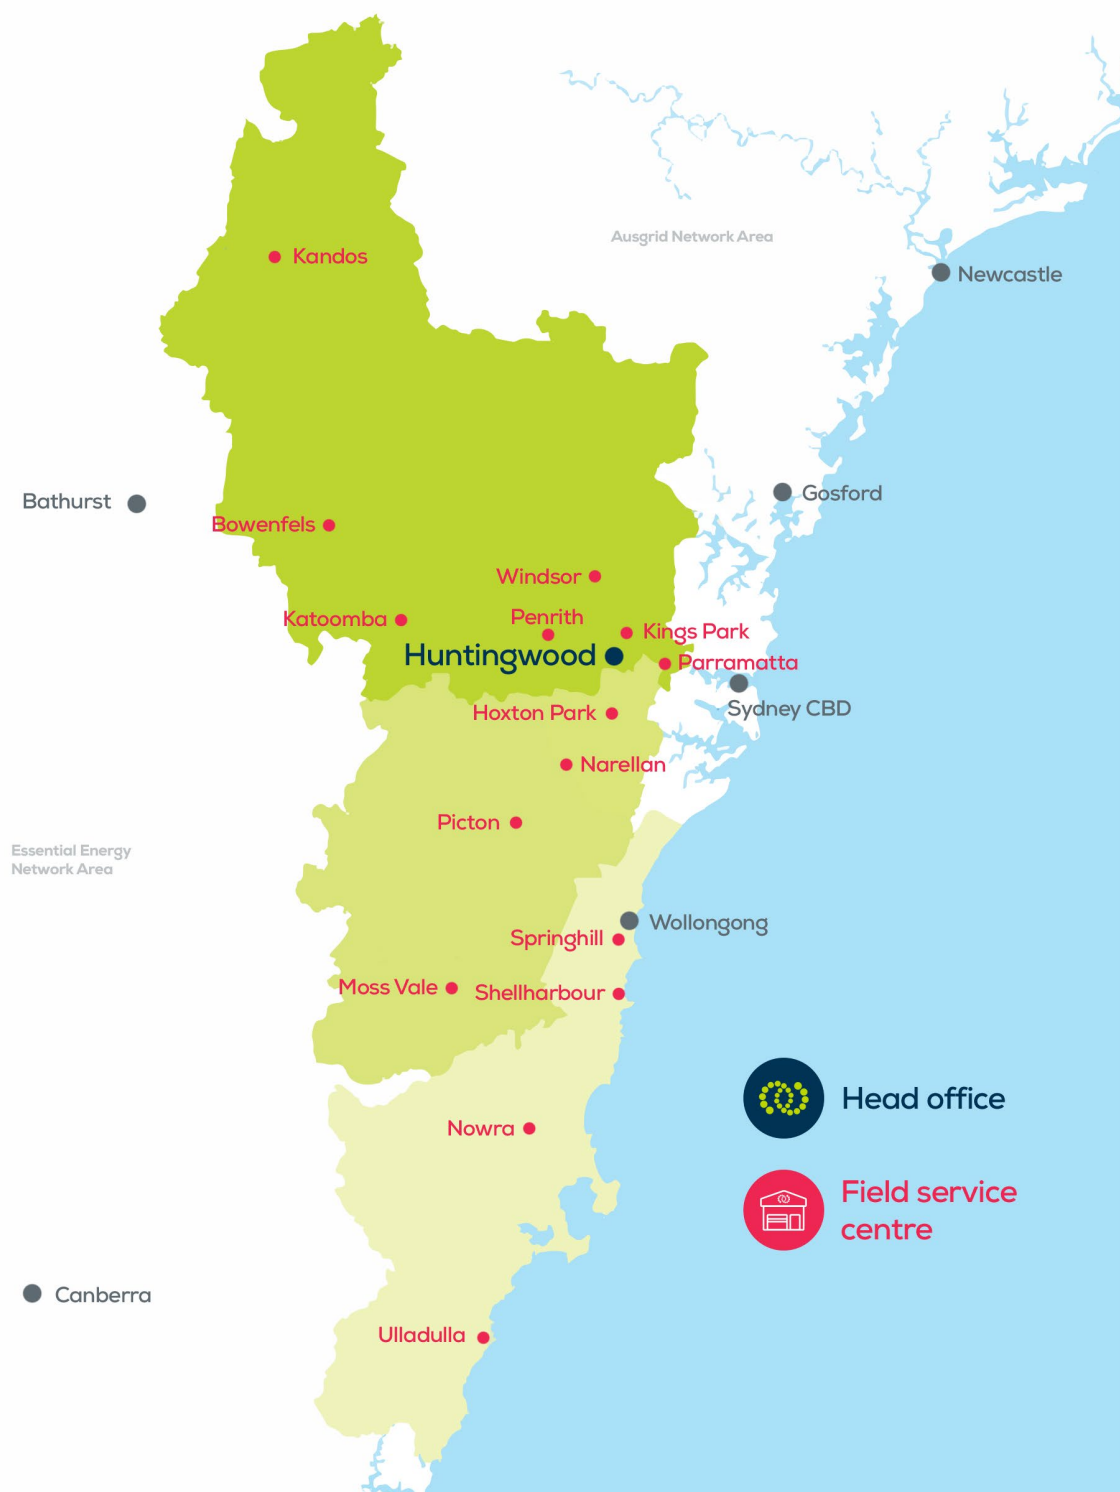 Ausgrid Network Area
Kandos
Newcastle
Gosford
Bathurst
Bowenfels
Windsor
Katoomba
Penrith
Kings Park
Huntingwood
Parramatta
Sydney CBD
Hoxton Park
Narellan
Picton
Essential Energy
Network Area
Wollongong
Springhill
Moss Vale
Shellharbour
Head office
Nowra
Field service
centre
Canberra
Ulladulla